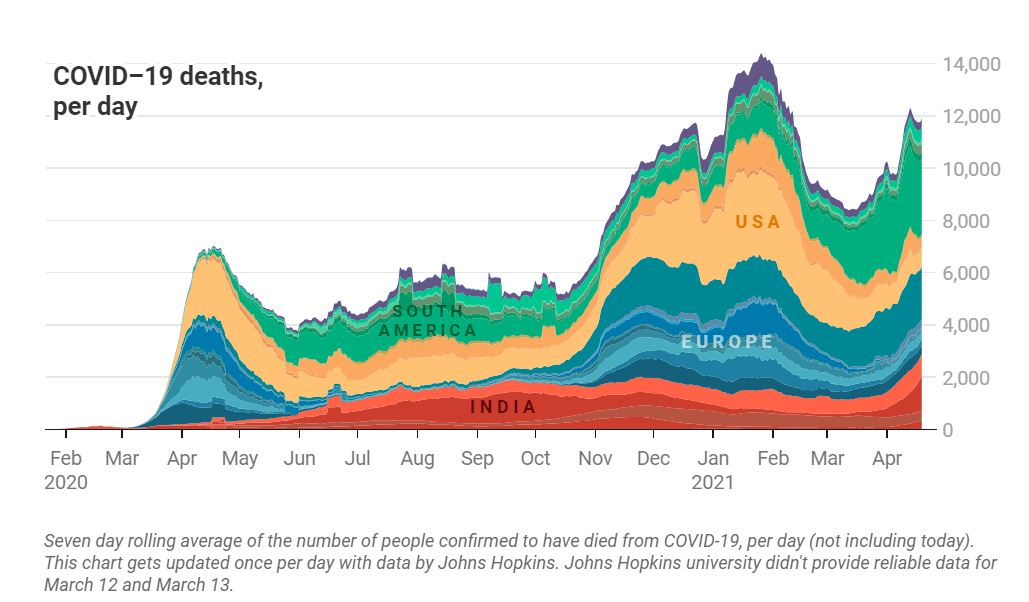 COVID–19 deaths,
per day
14,000
12,000
10,000
8,000
6,000
4,000
2,000
0
USA
SOUTH
AMERICA
EUROPE
INDIA
Feb Mar Apr May Jun Jul Aug Sep Oct Nov Dec Jan Feb Mar Apr
2020 2021
Seven day rolling average of the number of people confirmed to have died from COVID-19, per day (not including today).
This chart gets updated once per day with data by Johns Hopkins. Johns Hopkins university didn't provide reliable data for
March 12 and March 13.